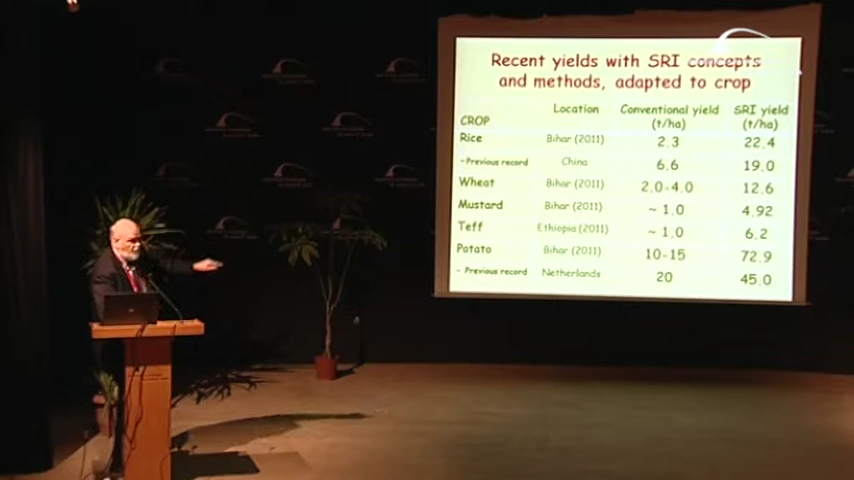 Recent yields with SRI concepts
and methods, adapted to crop
CROP Location Conventional yield (t/ha) SRI yield (t/ha)
Rice Bihar (2011) 2.3 22.4
- Previous record China 6.6 19.0
Wheat Bihar (2011) 2.0-4.0 12.6
Mustard Bihar (2011) ~ 1.0 4.92
Teff Ethiopia (2011) ~ 1.0 6.2
Potato Bihar (2011) 10-15 72.9
- Previous record Netherlands 20 45.0